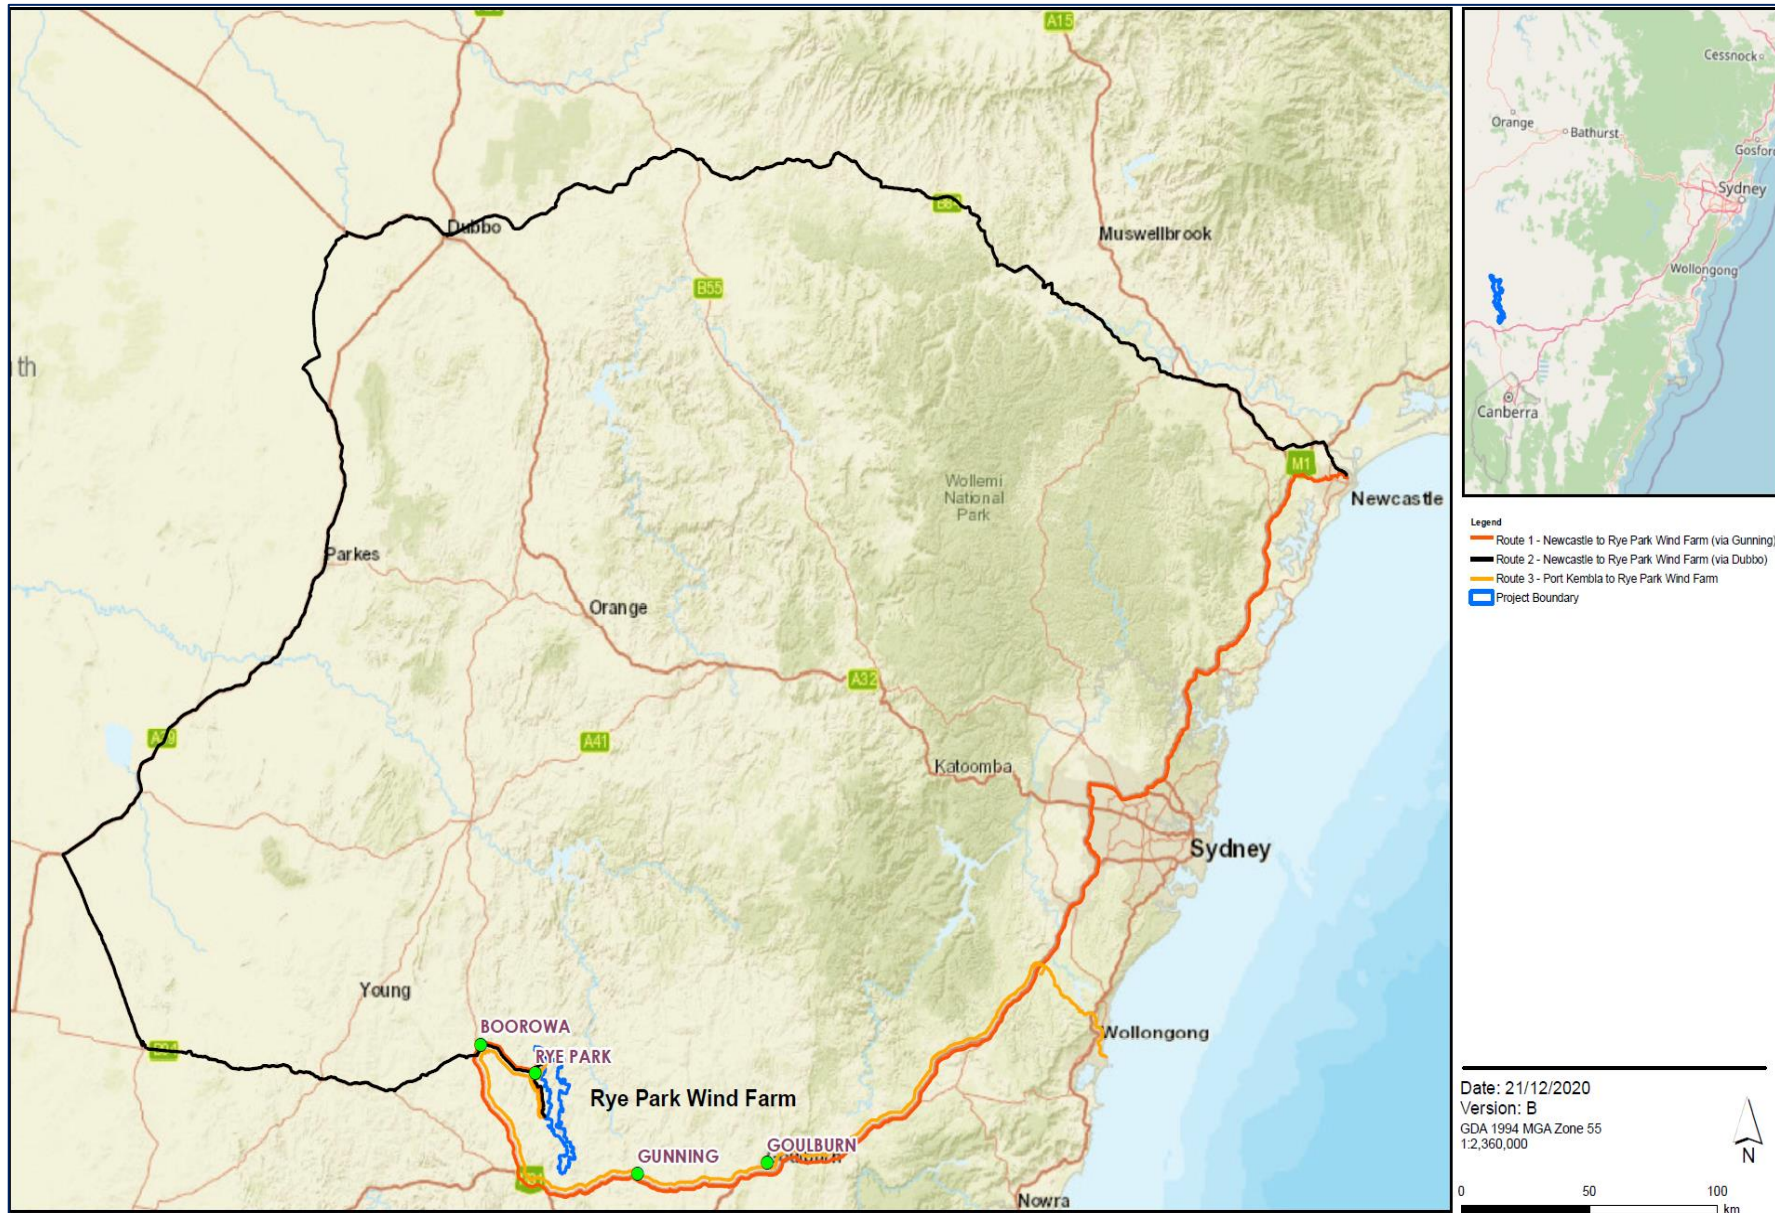 A15
Dubbo
B55
Muswellbrook
th
M1
Newcastle
Wollemi
National
Park
Parkes
Orange
A32
A39
A41
Katoomba
Sydney
Young
BOOROWA
RYE PARK
Rye Park Wind Farm
Wollongong
GUNNING
GOULBURN
Nowra
Cessnock
Orange
Bathurst
Gosfor
Sydney
Wollongong
Canberra
Legend
Route 1 - Newcastle to Rye Park Wind Farm (via Gunning)
Route 2 - Newcastle to Rye Park Wind Farm (via Dubbo)
Route 3 - Port Kembla to Rye Park Wind Farm
Project Boundary
Date: 21/12/2020
Version: B
GDA 1994 MGA Zone 55
1:2,360,000
N
0 50 100
km